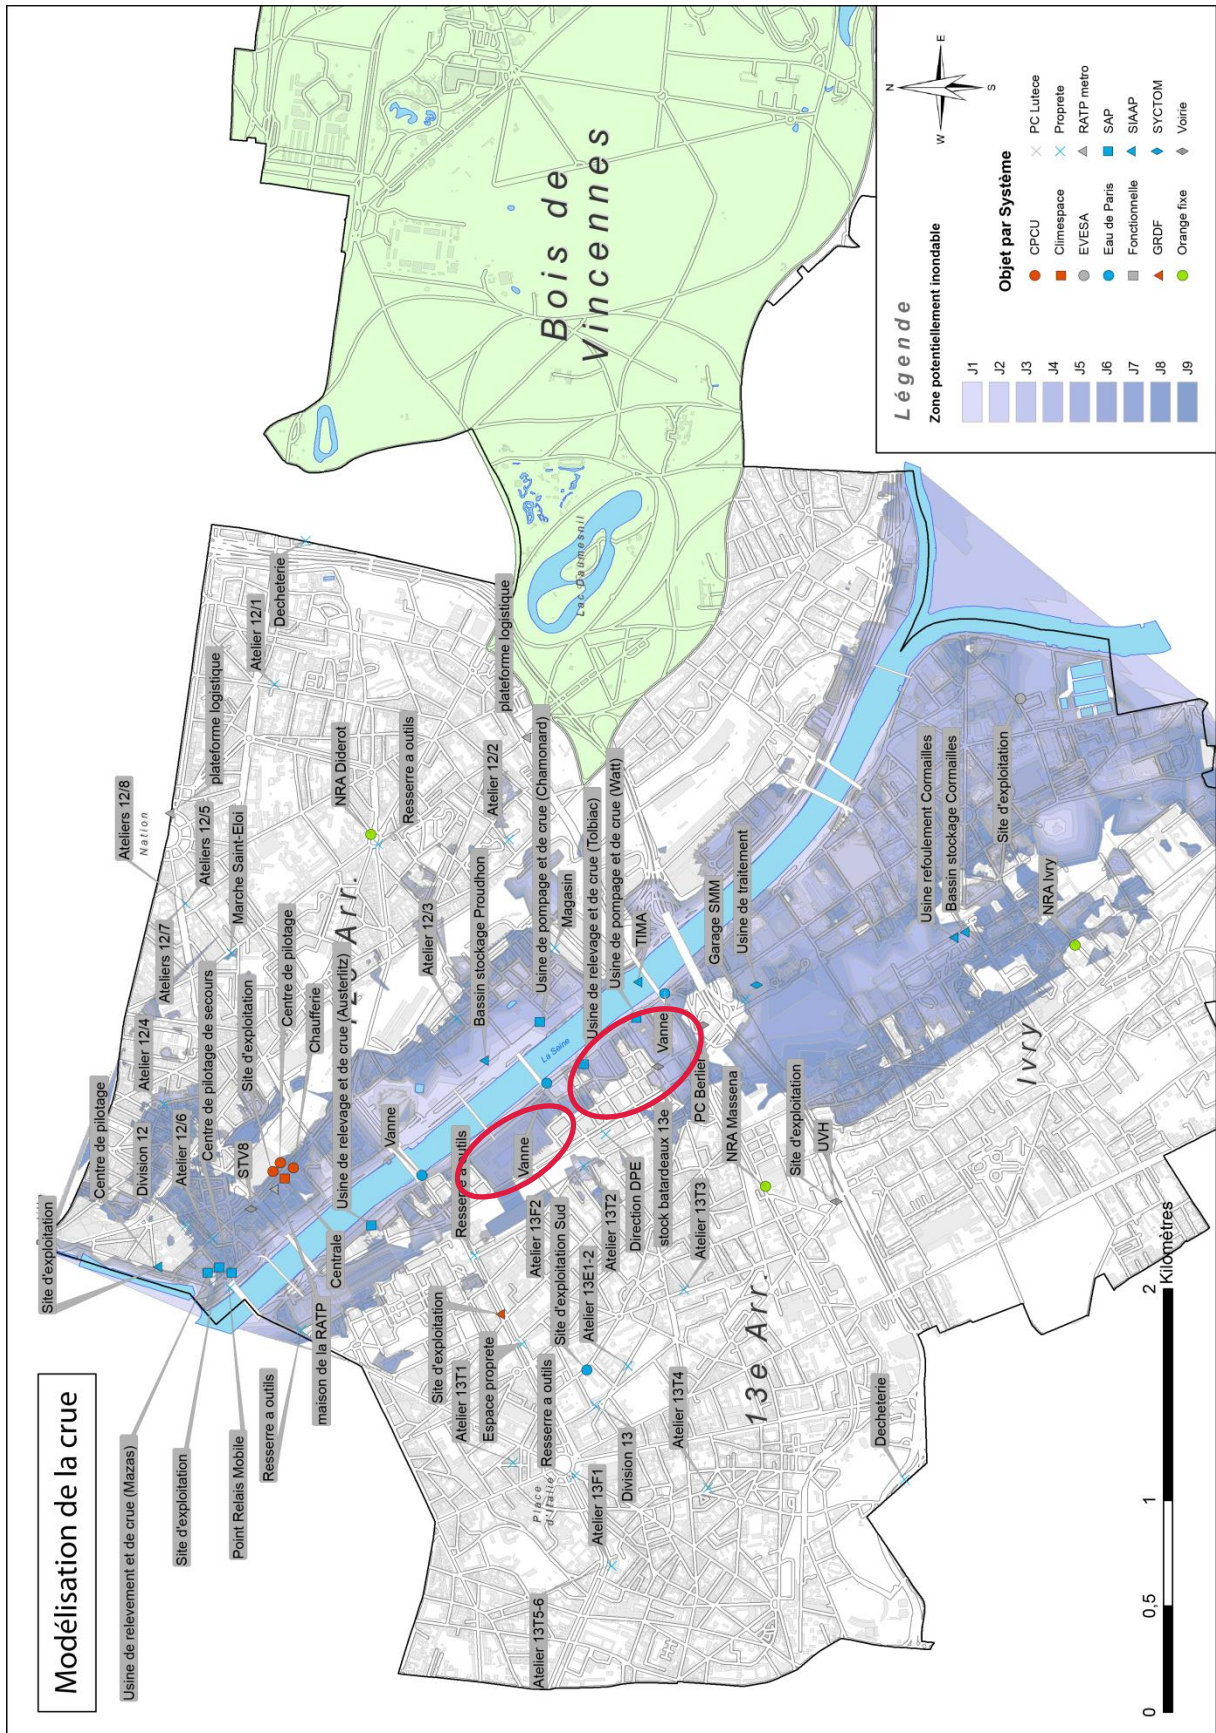 Modélisation de la crue
Usine de relevement et de crue (Mazas)
Site d'exploitation
Point Relais Mobile
Resserre a outils
maison de la RATP
Centrale
Site d'exploitation
Centre de pilotage
Division 12
Atelier 12/4
Atelier 12/6
Centre de pilotage de secours
STV8
Site d'exploitation
Centre de pilotage
Chaufferie
Usine de relevage et de crue (Austerlitz)
Vanne
Ateliers 12/7
Ateliers 12/8
Nation
Ateliers 12/5
Marche Saint-Eloi
plateforme logistique
Atelier 12/1
Decheterie
NRA Diderot
Resserre a outils
Arr.
Atelier 12/3
Atelier 12/2
plateforme logistique
Bassin stockage Proudhon
Usine de pompage et de crue (Chamonard)
Magasin
Usine de relevage et de crue (Tolbiac)
Usine de pompage et de crue (Watt)
TIMA
La Seine
Garage SMM
Usine de traitement
Resserre a outils
Vanne
Vanne
Atelier 13F2
Site d'exploitation Sud
Atelier 13E1-2
Atelier 13T2
Direction DPE
stock batardeaux 13e
Atelier 13T3
PC Berlier
NRA Massena
Site d'exploitation
UVH
Site d'exploitation
Atelier 13T1
Espace proprete
Resserre a outils
Place
d'Italie
Atelier 13F1
Division 13
Atelier 13T4
Atelier 13T5-6
13e Arr.
Decheterie
Ivry
Usine refoulement Cormailles
Bassin stockage Cormailles
Site d'exploitation
NRA Ivry
Lac Daumesnil
Bois de
Vincennes
0
0,5
1
2
Kilomètres
Légende
Zone potentiellement inondable
J1
J2
J3
J4
J5
J6
J7
J8
J9
Objet par Système
CPCU
Climespace
EVESA
Eau de Paris
Fonctionnelle
GRDF
Orange fixe
PC Lutece
Proprete
RATP metro
SAP
SIAAP
SYCTOM
Voirie
N
W
E
S